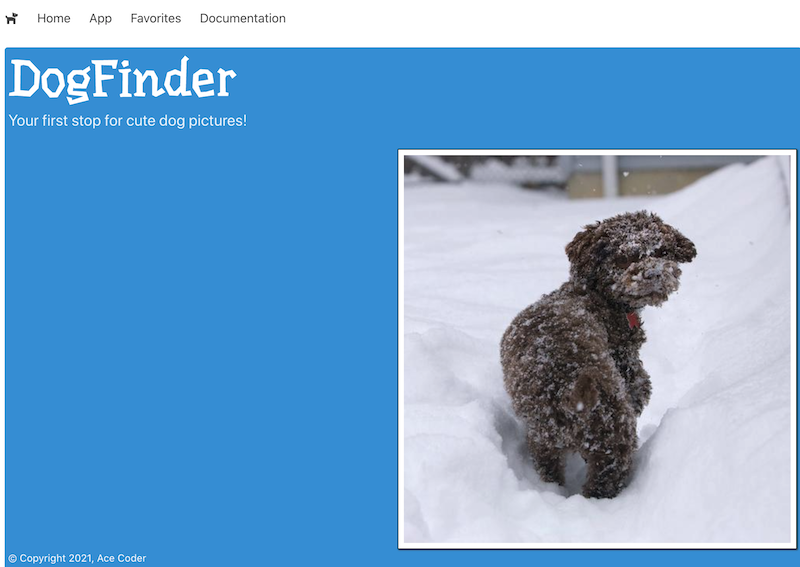 Home App Favorites Documentation
DogFinder
Your first stop for cute dog pictures!
© Copyright 2021, Ace Coder